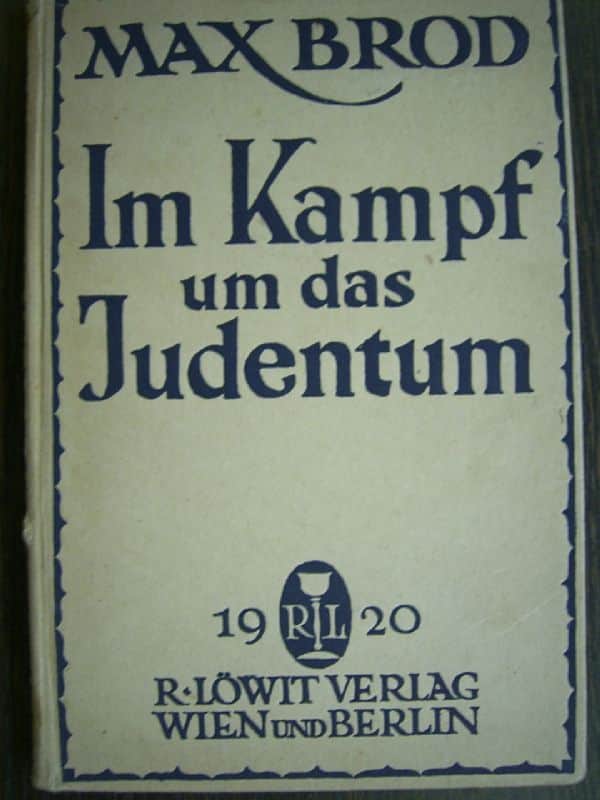 MAX BROD
Im Kampf
um das
Judentum
19 RL 20
R·LÖWIT VERLAG
WIEN UND BERLIN